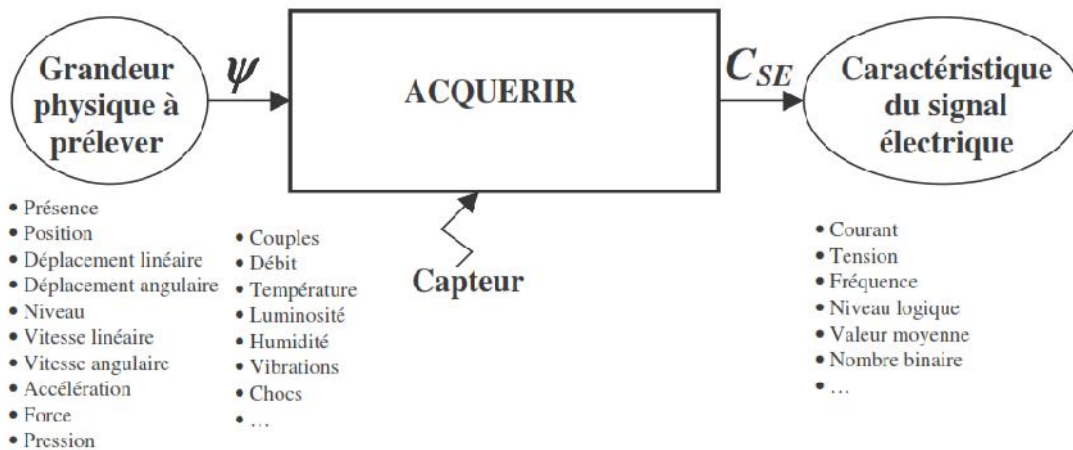 Grandeur
physique à
prélever
ψ
ACQUERIR
C_SE
Caractéristique
du signal
électrique
Capteur
• Présence
• Position
• Déplacement linéaire
• Déplacement angulaire
• Niveau
• Vitesse linéaire
• Vitesse angulaire
• Accélération
• Force
• Pression
• Couples
• Débit
• Température
• Luminosité
• Humidité
• Vibrations
• Chocs
• …
• Courant
• Tension
• Fréquence
• Niveau logique
• Valeur moyenne
• Nombre binaire
• …